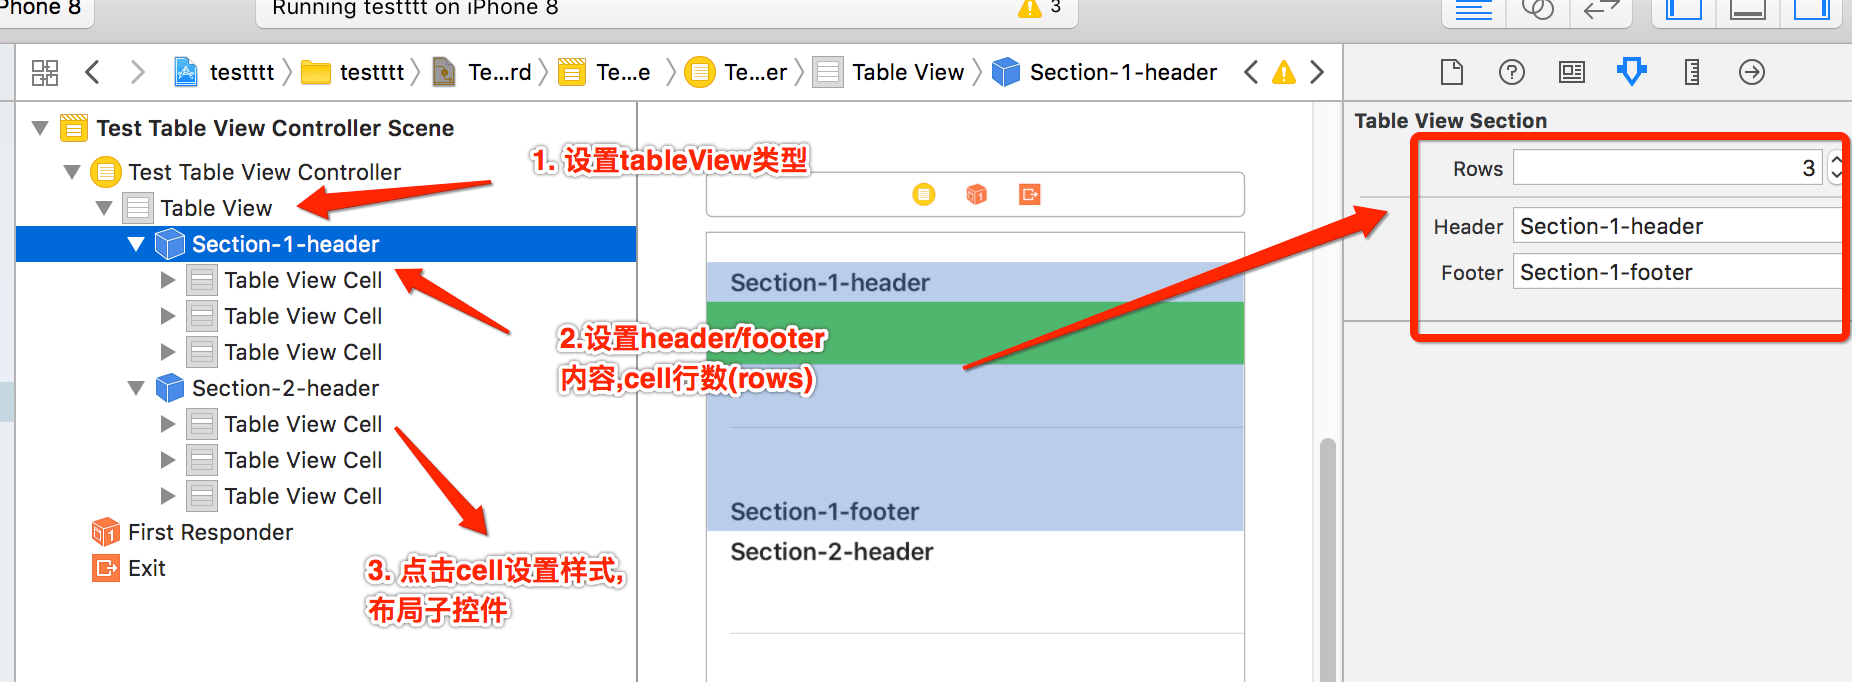 Phone 8
Running testttt on iPhone 8
3
testttt
testttt
Te...rd
Te...e
Te...er
Table View
Section-1-header
Test Table View Controller Scene
Test Table View Controller
Table View
Section-1-header
Table View Cell
Table View Cell
Table View Cell
Section-2-header
Table View Cell
Table View Cell
Table View Cell
First Responder
Exit
1. 设置tableView类型
2.设置header/footer
内容,cell行数(rows)
3. 点击cell设置样式,
布局子控件
Section-1-header
Section-1-footer
Section-2-header
Table View Section
Rows
3
Header
Section-1-header
Footer
Section-1-footer